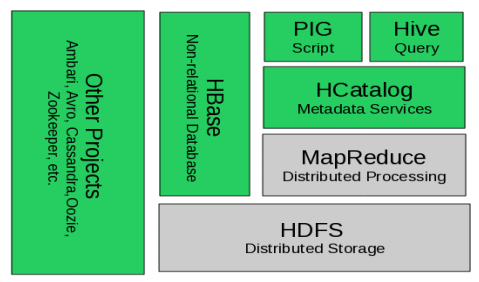 Other Projects
Ambari, Avro, Cassandra,Oozie,
Zookeeper, etc.
HBase
Non-relational Database
PIG
Script
Hive
Query
HCatalog
Metadata Services
MapReduce
Distributed Processing
HDFS
Distributed Storage